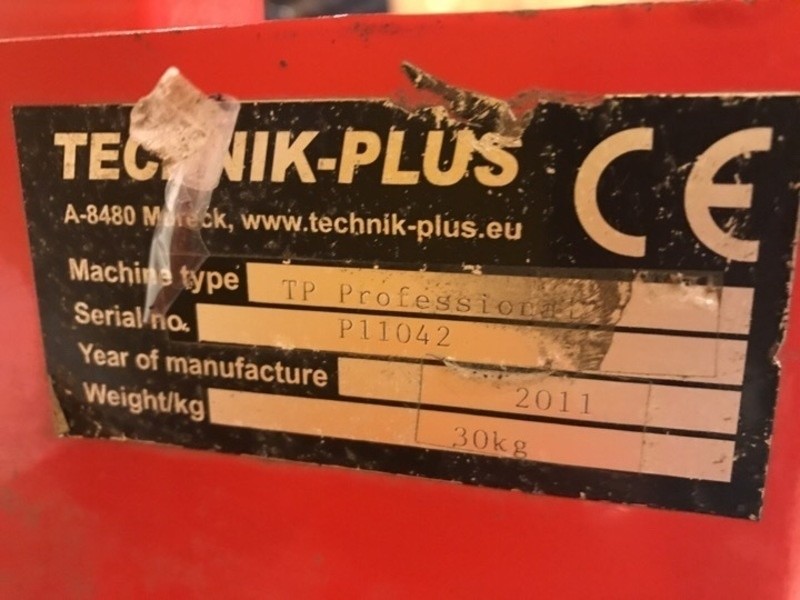 TECHNIK-PLUS
CE
A-8480 Mureck, www.technik-plus.eu
Machine type TP Professional
Serial no. P11042
Year of manufacture 2011
Weight/kg 30kg